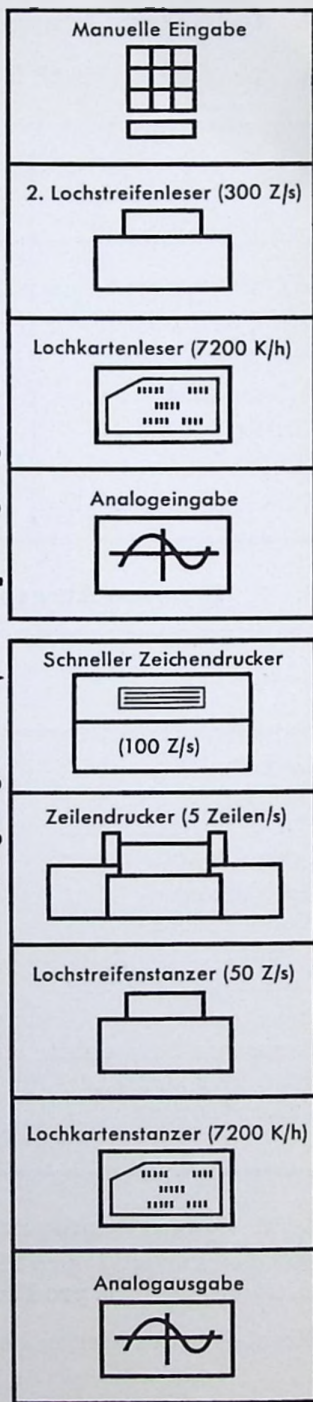 Manuelle Eingabe
2. Lochstreifenleser (300 Z/s)
Lochkartenleser (7200 K/h)
Analogeingabe
Schneller Zeichendrucker
(100 Z/s)
Zeilendrucker (5 Zeilen/s)
Lochstreifenstanzer (50 Z/s)
Lochkartenstanzer (7200 K/h)
Analogausgabe